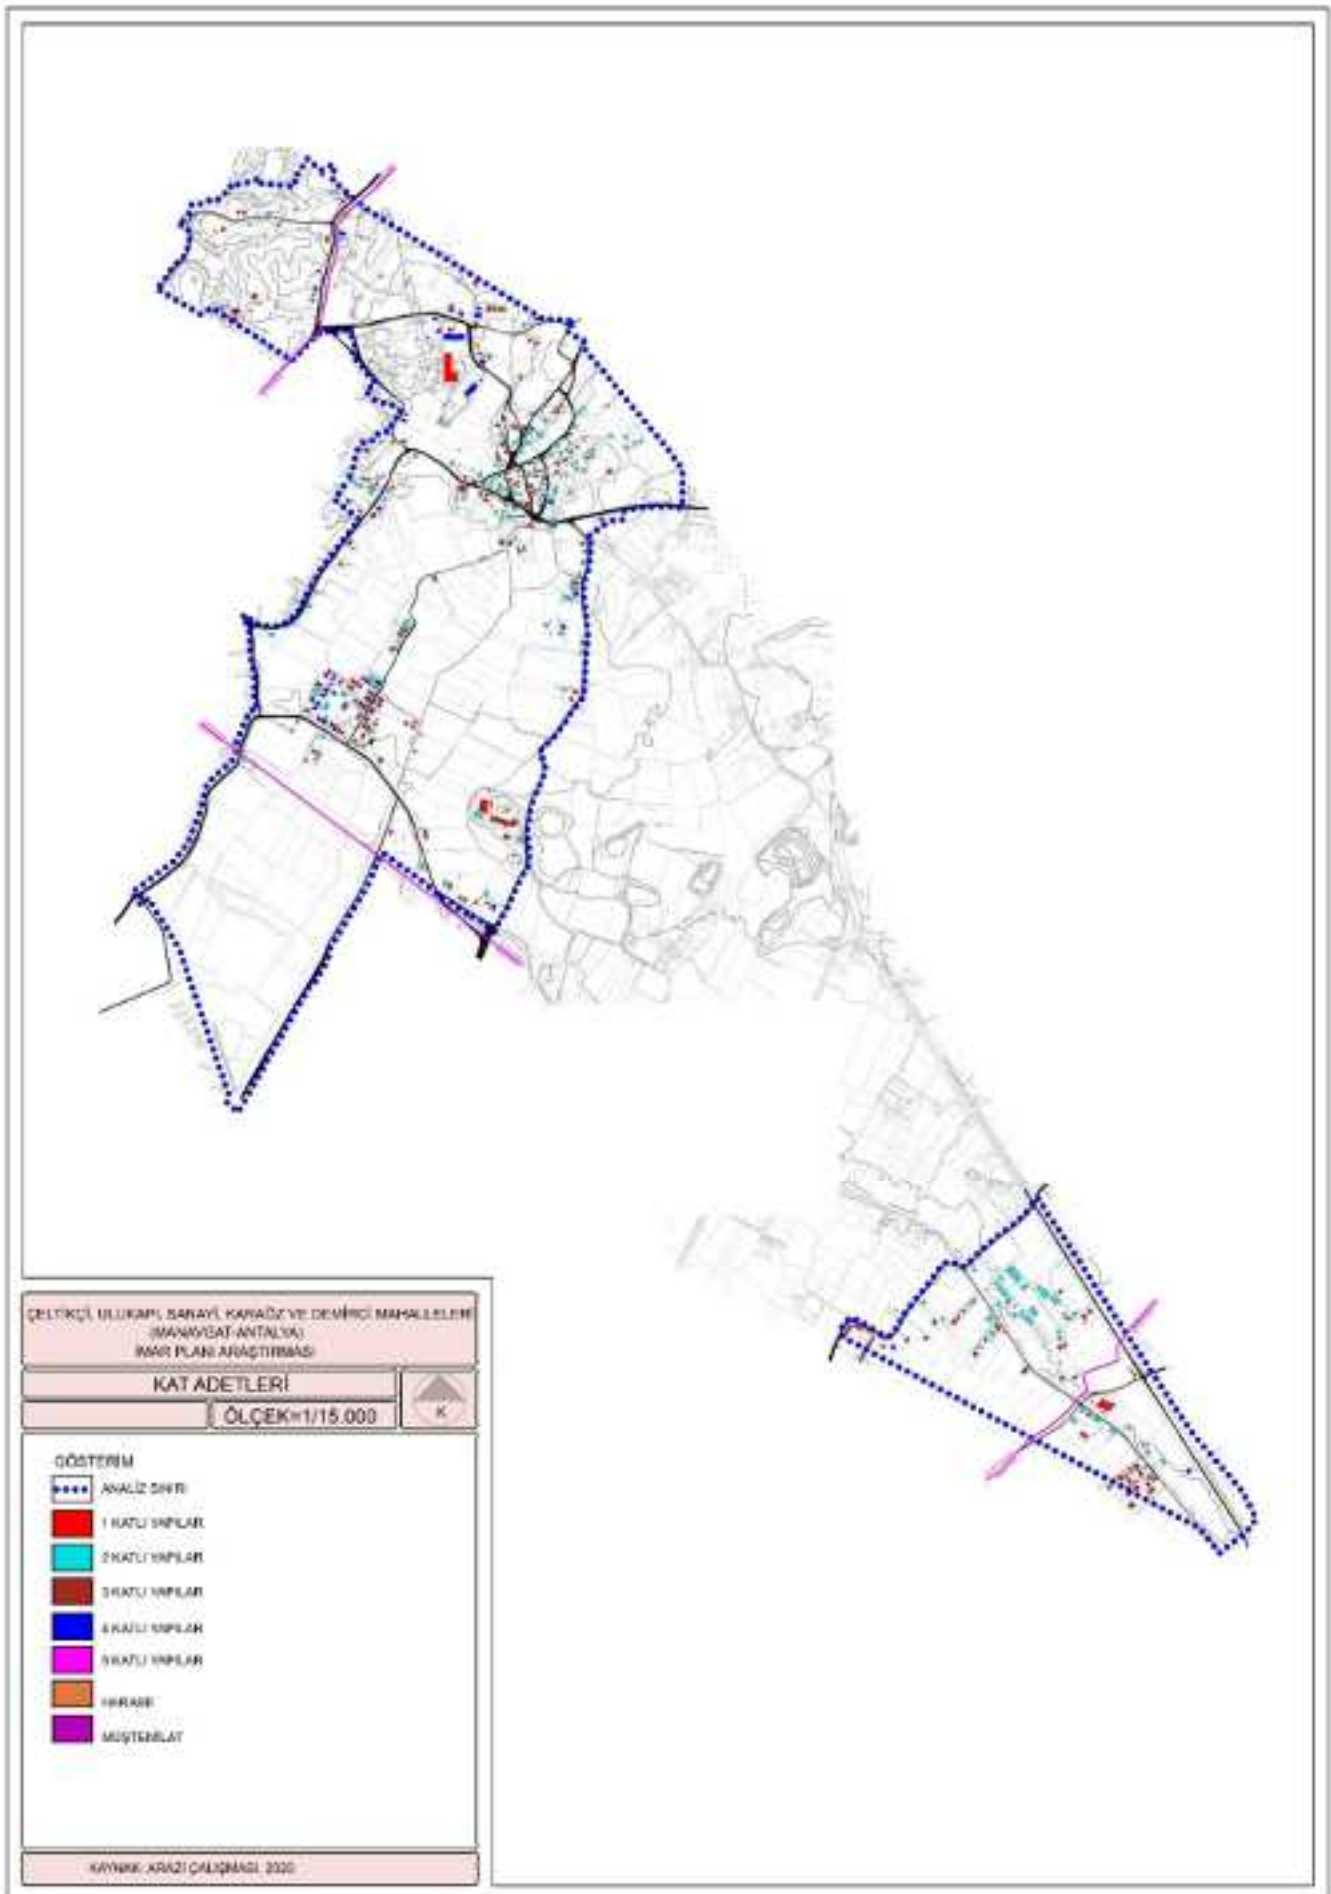 ÇELTİKÇİ, ULUKAPI, SANAYİ, KARAÖZ VE DEMİRCİ MAHALLELERİ
(MANAVGAT-ANTALYA)
İMAR PLANI ARAŞTIRMASI
KAT ADETLERİ
ÖLÇEK=1/15.000
K
GÖSTERİM
ANALİZ SINIRI
1 KATLI YAPILAR
2 KATLI YAPILAR
3 KATLI YAPILAR
4 KATLI YAPILAR
5 KATLI YAPILAR
HARABE
MÜŞTEMİLAT
KAYNAK: ARAZİ ÇALIŞMASI, 2020